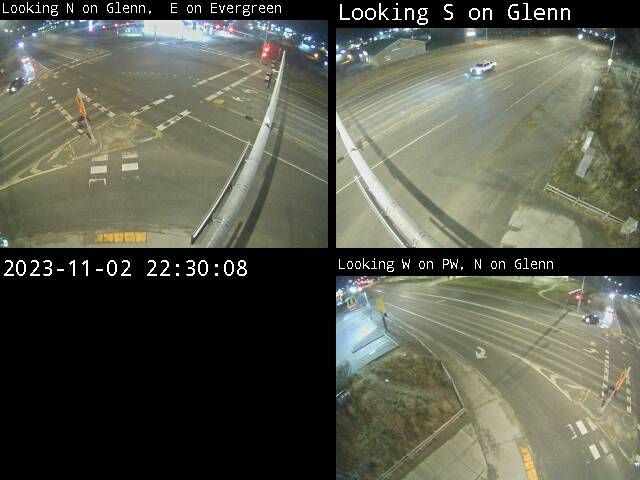 Looking N on Glenn, E on Evergreen
Looking S on Glenn
2023-11-02 22:30:08
Looking W on PW, N on Glenn